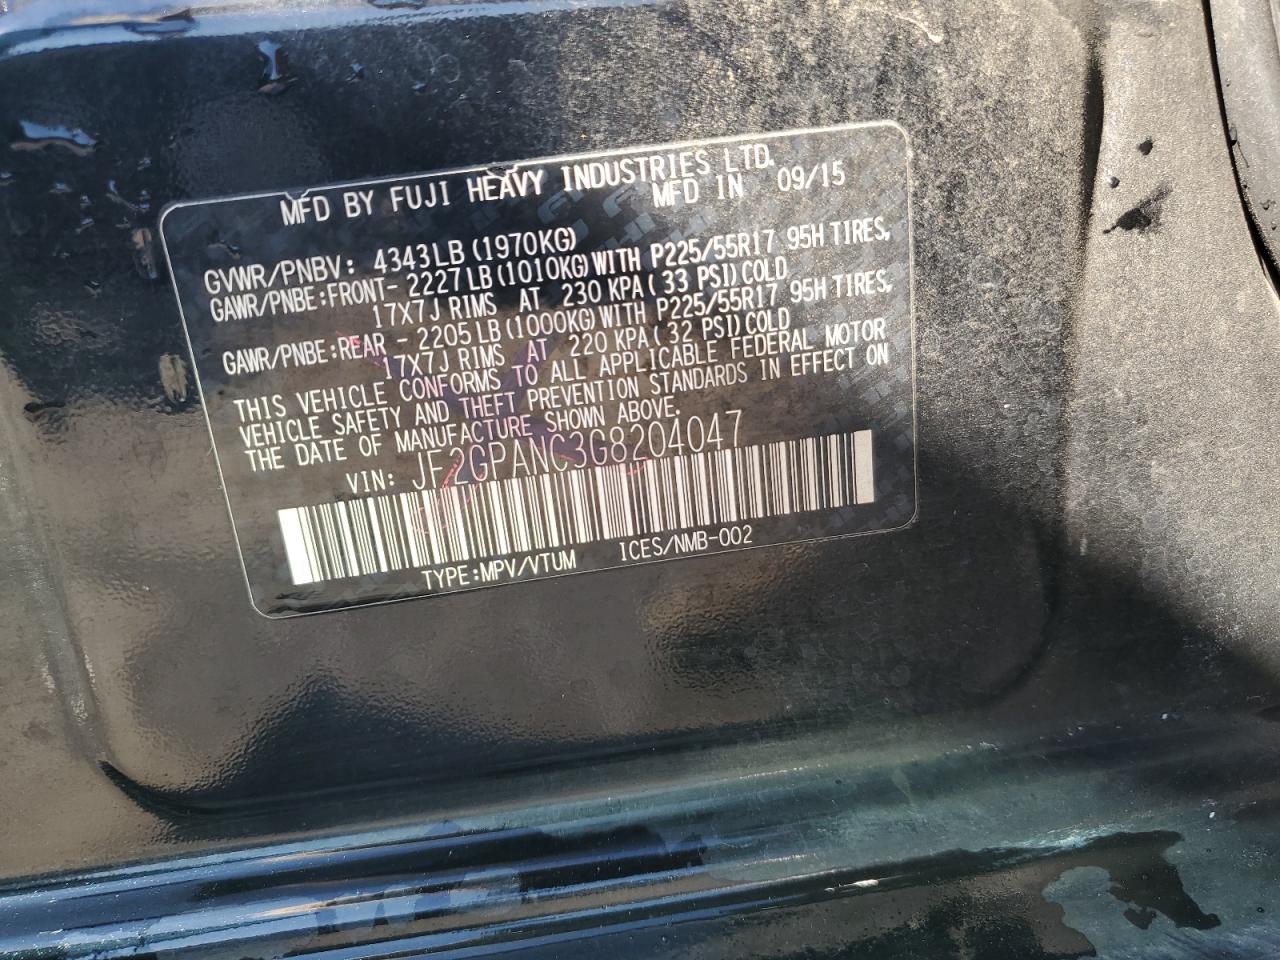 MFD BY FUJI HEAVY INDUSTRIES LTD.
MFD IN 09/15
GVWR/PNBV: 4343LB(1970KG)
GAWR/PNBE:FRONT- 2227LB(1010KG)WITH P225/55R17 95H TIRES,
17X7J RIMS AT 230 KPA( 33 PSI)COLD
GAWR/PNBE:REAR - 2205LB(1000KG)WITH P225/55R17 95H TIRES,
17X7J RIMS AT 220 KPA( 32 PSI)COLD
THIS VEHICLE CONFORMS TO ALL APPLICABLE FEDERAL MOTOR
VEHICLE SAFETY AND THEFT PREVENTION STANDARDS IN EFFECT ON
THE DATE OF MANUFACTURE SHOWN ABOVE.
VIN: JF2GPANC3G8204047
TYPE:MPV/VTUM ICES/NMB-002